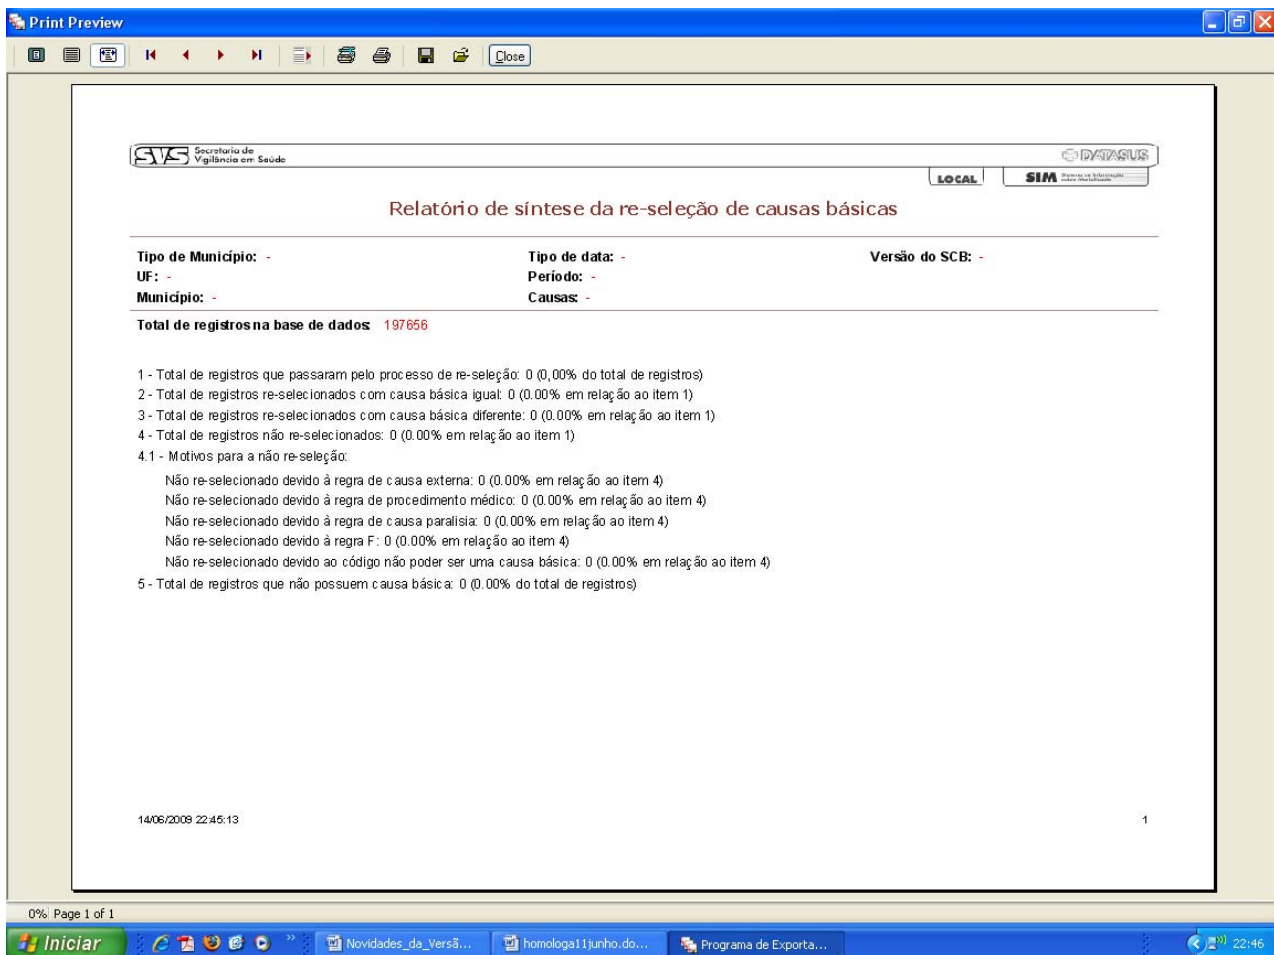 Print Preview
Close
SVS Secretaria de Vigilância em Saúde
DATASUS
LOCAL
SIM Sistema de Informação sobre Mortalidade
Relatório de síntese da re-seleção de causas básicas
Tipo de Município: - Tipo de data: - Versão do SCB: -
UF: - Período: -
Município: - Causas: -
Total de registros na base de dados: 197656
1 - Total de registros que passaram pelo processo de re-seleção: 0 (0,00% do total de registros)
2 - Total de registros re-selecionados com causa básica igual: 0 (0.00% em relação ao item 1)
3 - Total de registros re-selecionados com causa básica diferente: 0 (0.00% em relação ao item 1)
4 - Total de registros não re-selecionados: 0 (0.00% em relação ao item 1)
4.1 - Motivos para a não re-seleção:
Não re-selecionado devido à regra de causa externa: 0 (0.00% em relação ao item 4)
Não re-selecionado devido à regra de procedimento médico: 0 (0.00% em relação ao item 4)
Não re-selecionado devido à regra de causa paralisia: 0 (0.00% em relação ao item 4)
Não re-selecionado devido à regra F: 0 (0.00% em relação ao item 4)
Não re-selecionado devido ao código não poder ser uma causa básica: 0 (0.00% em relação ao item 4)
5 - Total de registros que não possuem causa básica: 0 (0.00% do total de registros)
14/06/2009 22:45:13 1
0% Page 1 of 1
Iniciar Novidades_da_Versã... homologa11junho.do... Programa de Exporta... 22:46